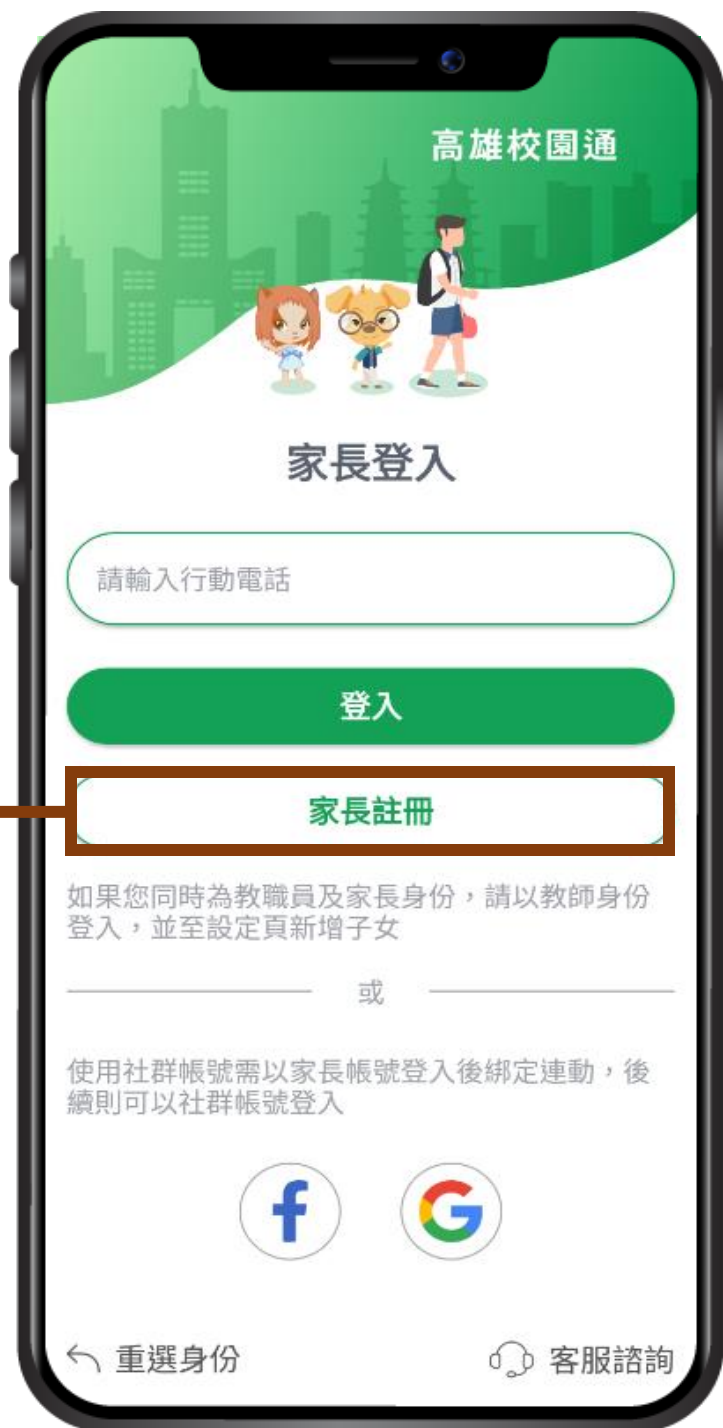 高雄校園通
家長登入
請輸入行動電話
登入
家長註冊
如果您同時為教職員及家長身份，請以教師身份
登入，並至設定頁新增子女
或
使用社群帳號需以家長帳號登入後綁定連動，後
續則可以社群帳號登入
重選身份
客服諮詢